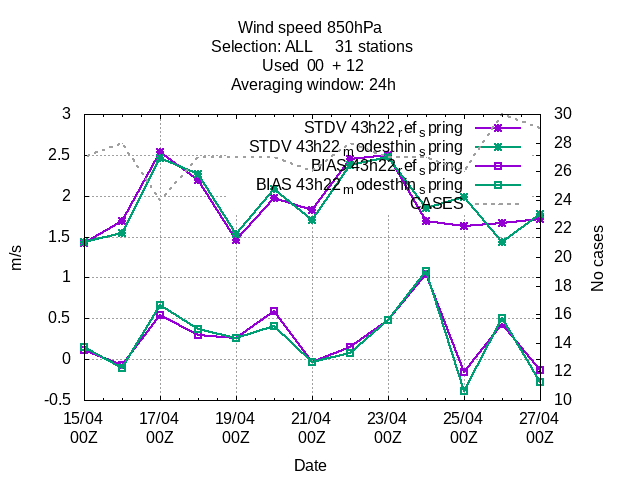 Wind speed 850hPa
Selection: ALL     31 stations
Used  00  + 12
Averaging window: 24h
STDV 43h22_ref_spring
STDV 43h22_modesthin_spring
BIAS 43h22_ref_spring
BIAS 43h22_modesthin_spring
CASES
3
2.5
2
1.5
1
0.5
0
-0.5
m/s
30
28
26
24
22
20
18
16
14
12
10
No cases
15/04 17/04 19/04 21/04 23/04 25/04 27/04
00Z 00Z 00Z 00Z 00Z 00Z 00Z
Date